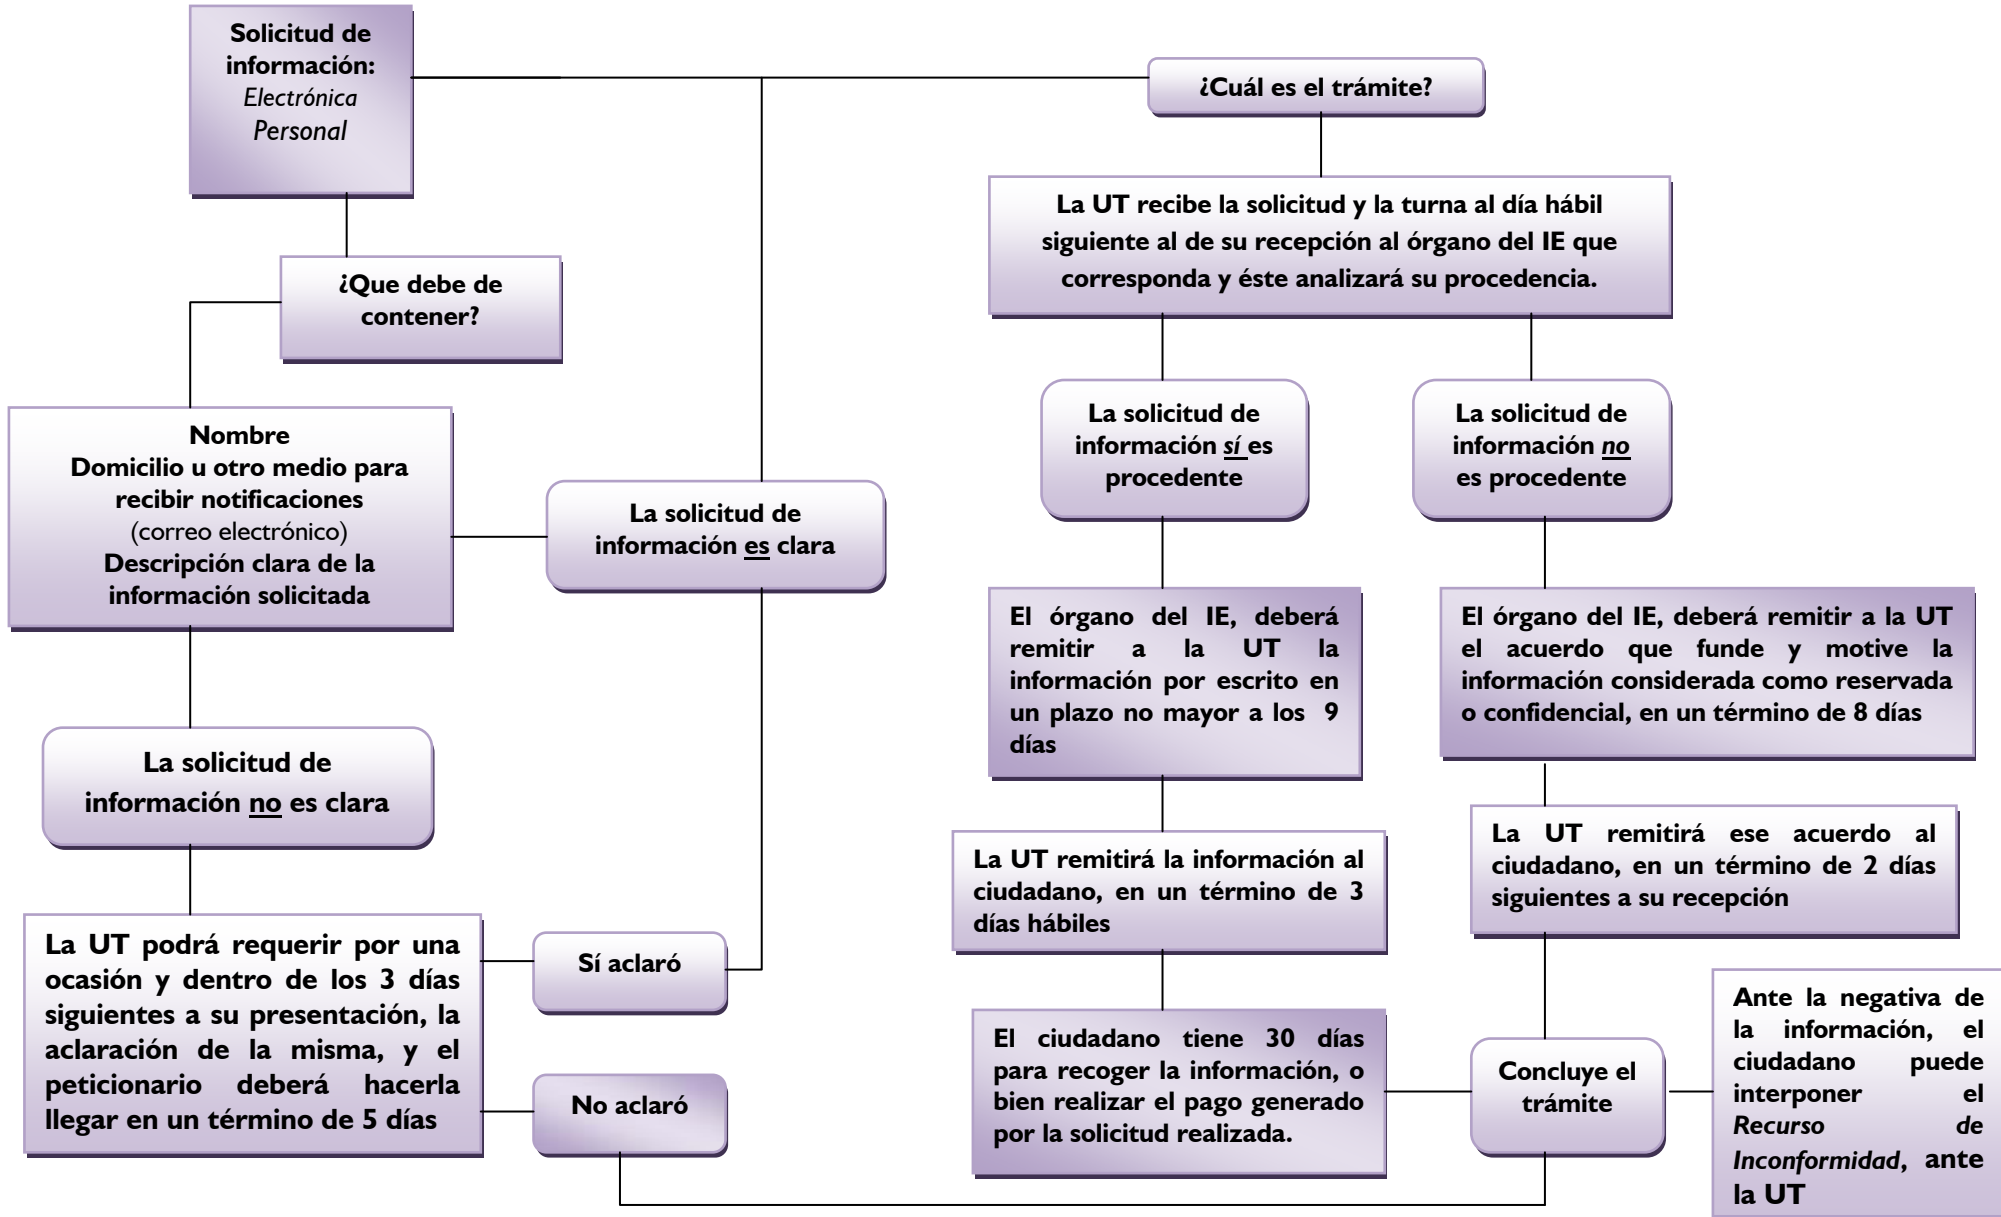 Solicitud de
información:
Electrónica
Personal
¿Que debe de
contener?
Nombre
Domicilio u otro medio para
recibir notificaciones
(correo electrónico)
Descripción clara de la
información solicitada
La solicitud de
información es clara
La solicitud de
información no es clara
La UT podrá requerir por una
ocasión y dentro de los 3 días
siguientes a su presentación, la
aclaración de la misma, y el
peticionario deberá hacerla
llegar en un término de 5 días
Sí aclaró
No aclaró
¿Cuál es el trámite?
La UT recibe la solicitud y la turna al día hábil
siguiente al de su recepción al órgano del IE que
corresponda y éste analizará su procedencia.
La solicitud de
información sí es
procedente
El órgano del IE, deberá
remitir a la UT la
información por escrito en
un plazo no mayor a los 9
días
La UT remitirá la información al
ciudadano, en un término de 3
días hábiles
El ciudadano tiene 30 días
para recoger la información, o
bien realizar el pago generado
por la solicitud realizada.
La solicitud de
información no
es procedente
El órgano del IE, deberá remitir a la UT
el acuerdo que funde y motive la
información considerada como reservada
o confidencial, en un término de 8 días
La UT remitirá ese acuerdo al
ciudadano, en un término de 2 días
siguientes a su recepción
Concluye el
trámite
Ante la negativa de
la información, el
ciudadano puede
interponer el
Recurso de
Inconformidad, ante
la UT